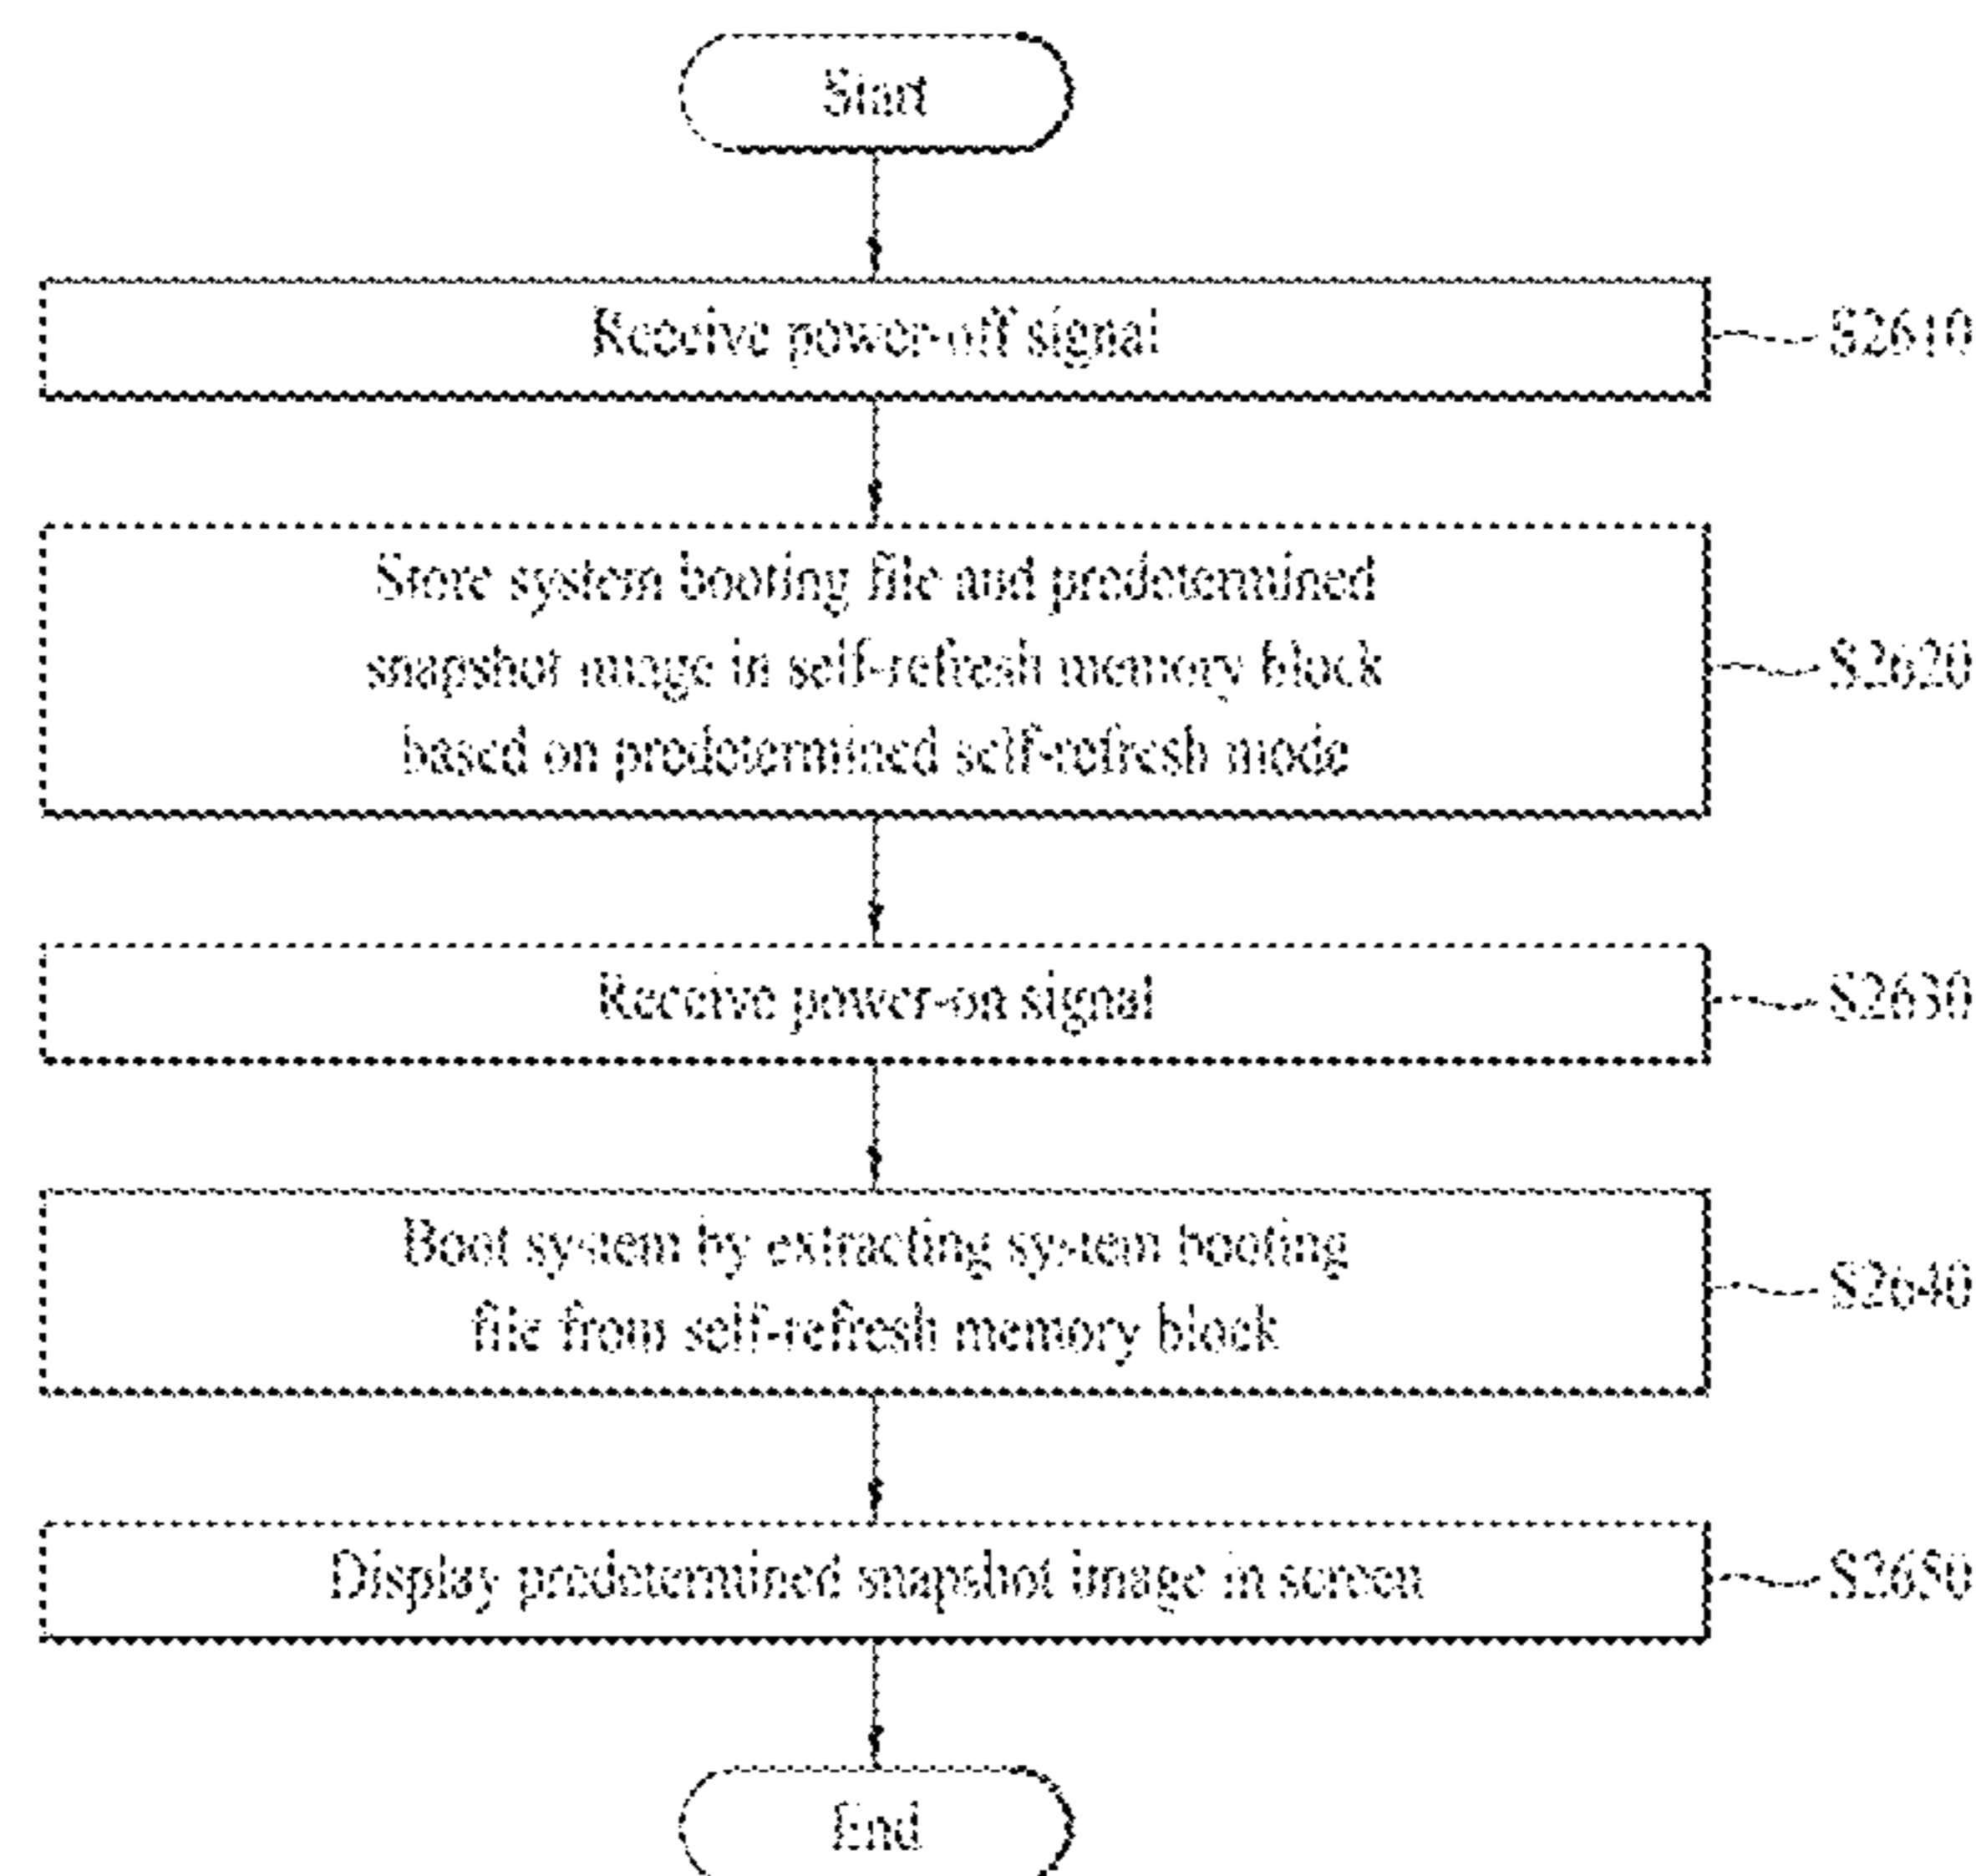 Start
Receive power-off signal
S2610
Store system booting file and predetermined
snapshot image in self-refresh memory block
based on predetermined self-refresh mode
S2620
Receive power-on signal
S2630
Boot system by extracting system booting
file from self-refresh memory block
S2640
Display predetermined snapshot image in screen
S2650
End